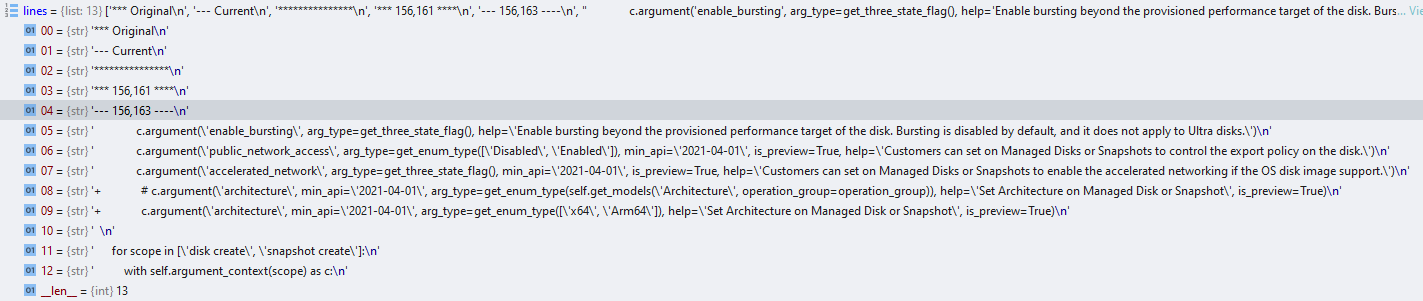 lines = {list: 13} ['*** Original\n', '--- Current\n', '***************\n', '*** 156,161 ****\n', '--- 156,163 ----\n', "            c.argument('enable_bursting', arg_type=get_three_state_flag(), help='Enable bursting beyond the provisioned performance target of the disk. Burs... Vie
01 00 = {str} '*** Original\n'
01 01 = {str} '--- Current\n'
01 02 = {str} '***************\n'
01 03 = {str} '*** 156,161 ****\n'
01 04 = {str} '--- 156,163 ----\n'
01 05 = {str} '              c.argument(\'enable_bursting\', arg_type=get_three_state_flag(), help=\'Enable bursting beyond the provisioned performance target of the disk. Bursting is disabled by default, and it does not apply to Ultra disks.\')\n'
01 06 = {str} '              c.argument(\'public_network_access\', arg_type=get_enum_type([\'Disabled\', \'Enabled\']), min_api=\'2021-04-01\', is_preview=True, help=\'Customers can set on Managed Disks or Snapshots to control the export policy on the disk.\')\n'
01 07 = {str} '              c.argument(\'accelerated_network\', arg_type=get_three_state_flag(), min_api=\'2021-04-01\', is_preview=True, help=\'Customers can set on Managed Disks or Snapshots to enable the accelerated networking if the OS disk image support.\')\n'
01 08 = {str} '+             # c.argument(\'architecture\', min_api=\'2021-04-01\', arg_type=get_enum_type(self.get_models(\'Architecture\', operation_group=operation_group)), help=\'Set Architecture on Managed Disk or Snapshot\', is_preview=True)\n'
01 09 = {str} '+             c.argument(\'architecture\', min_api=\'2021-04-01\', arg_type=get_enum_type([\'x64\', \'Arm64\']), help=\'Set Architecture on Managed Disk or Snapshot\', is_preview=True)\n'
01 10 = {str} '  \n'
01 11 = {str} '      for scope in [\'disk create\', \'snapshot create\']:\n'
01 12 = {str} '          with self.argument_context(scope) as c:\n'
01 __len__ = {int} 13